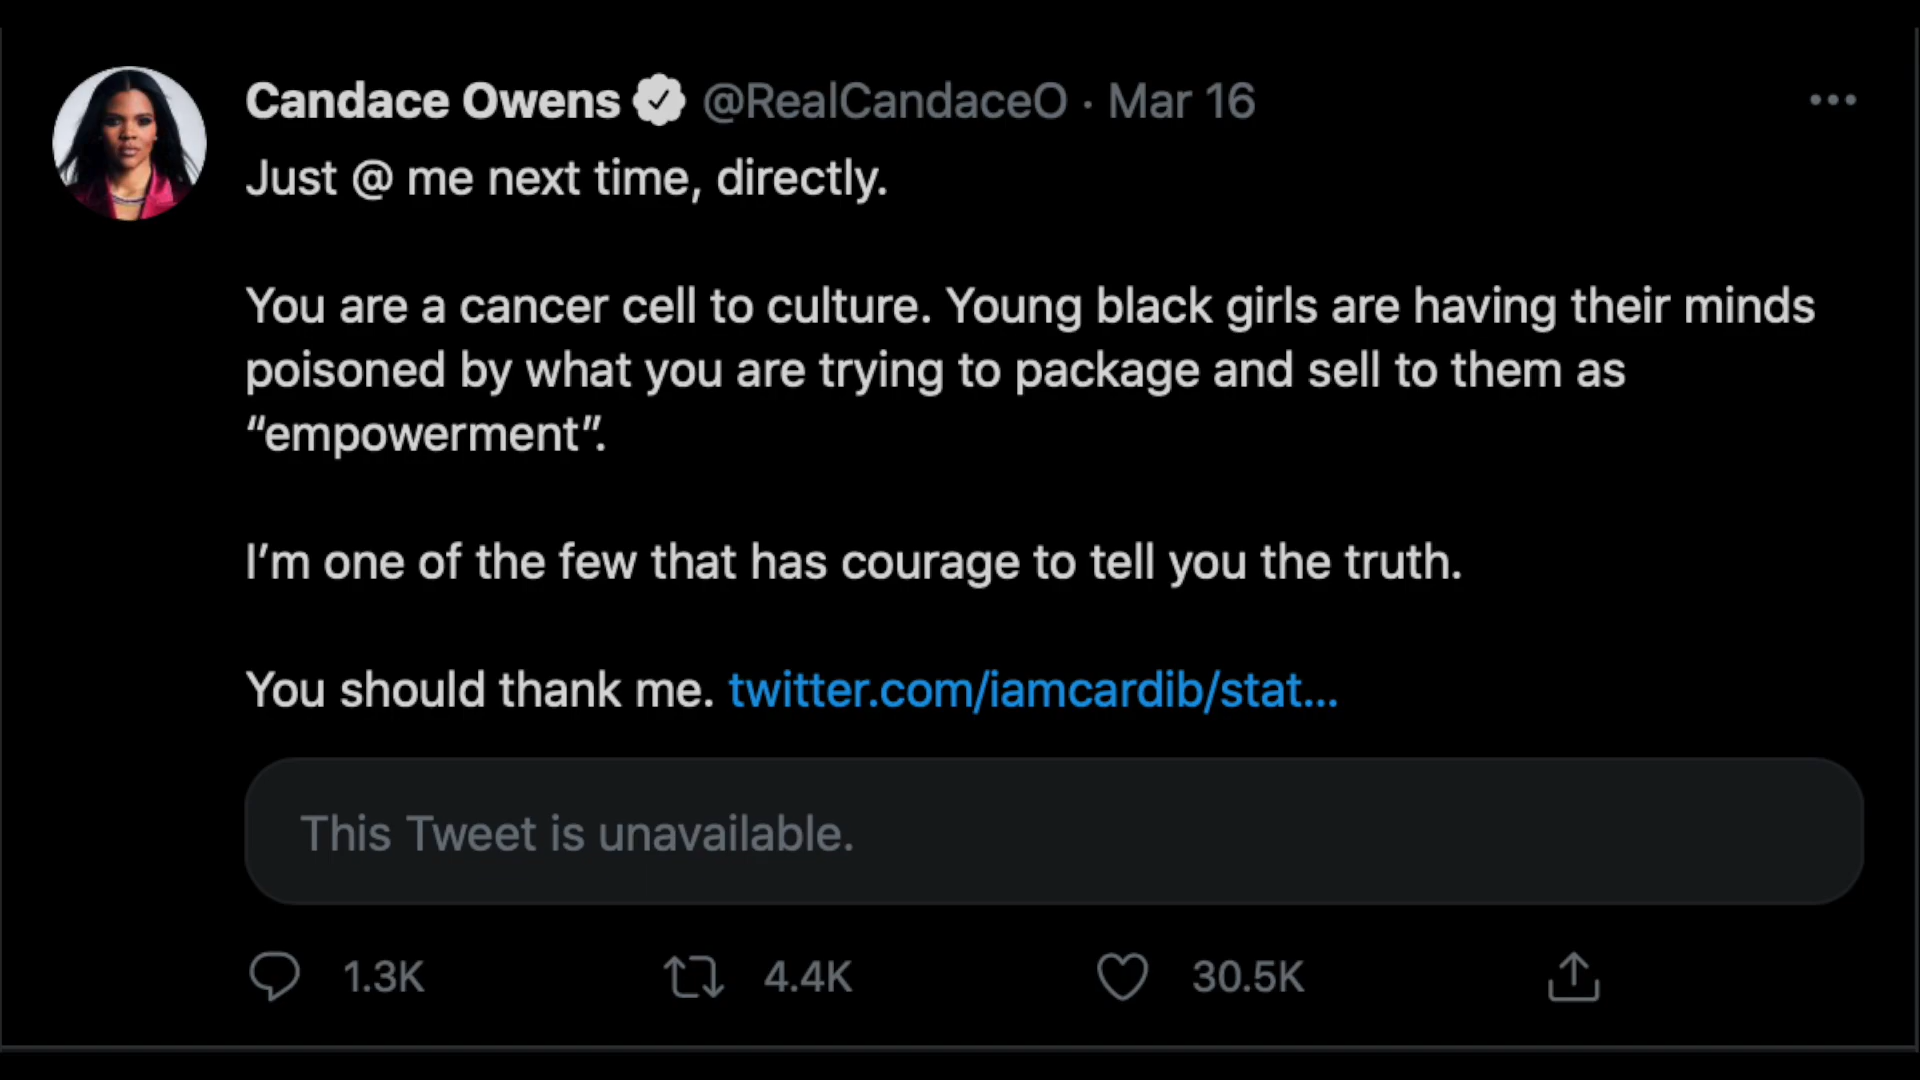 Candace Owens @RealCandaceO · Mar 16
Just @ me next time, directly.
You are a cancer cell to culture. Young black girls are having their minds
poisoned by what you are trying to package and sell to them as
“empowerment”.
I’m one of the few that has courage to tell you the truth.
You should thank me. twitter.com/iamcardib/stat...
This Tweet is unavailable.
1.3K 4.4K 30.5K